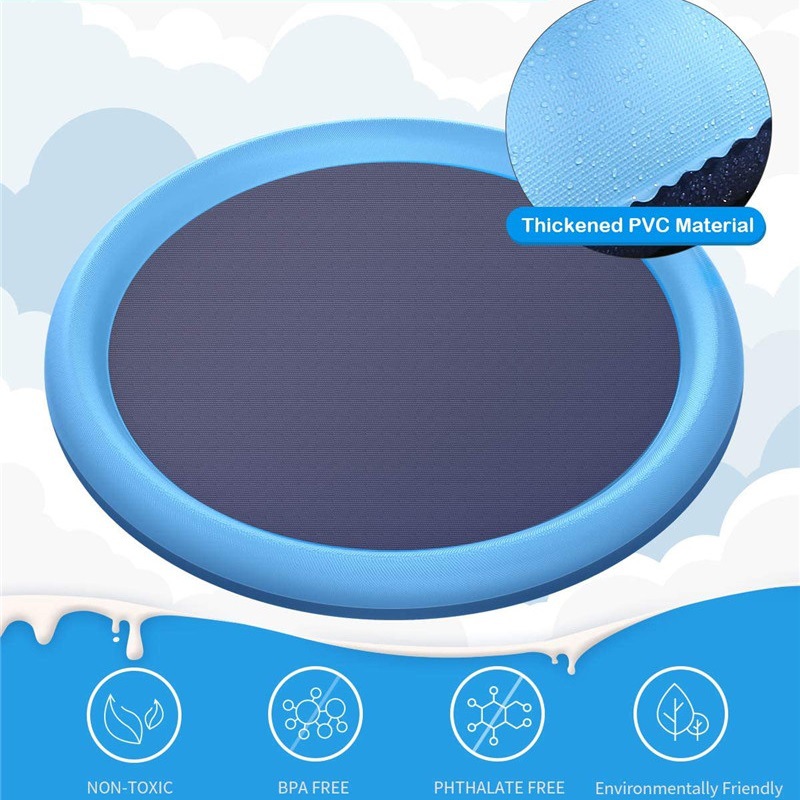 Thickened PVC Material
NON-TOXIC
BPA FREE
PHTHALATE FREE
Environmentally Friendly